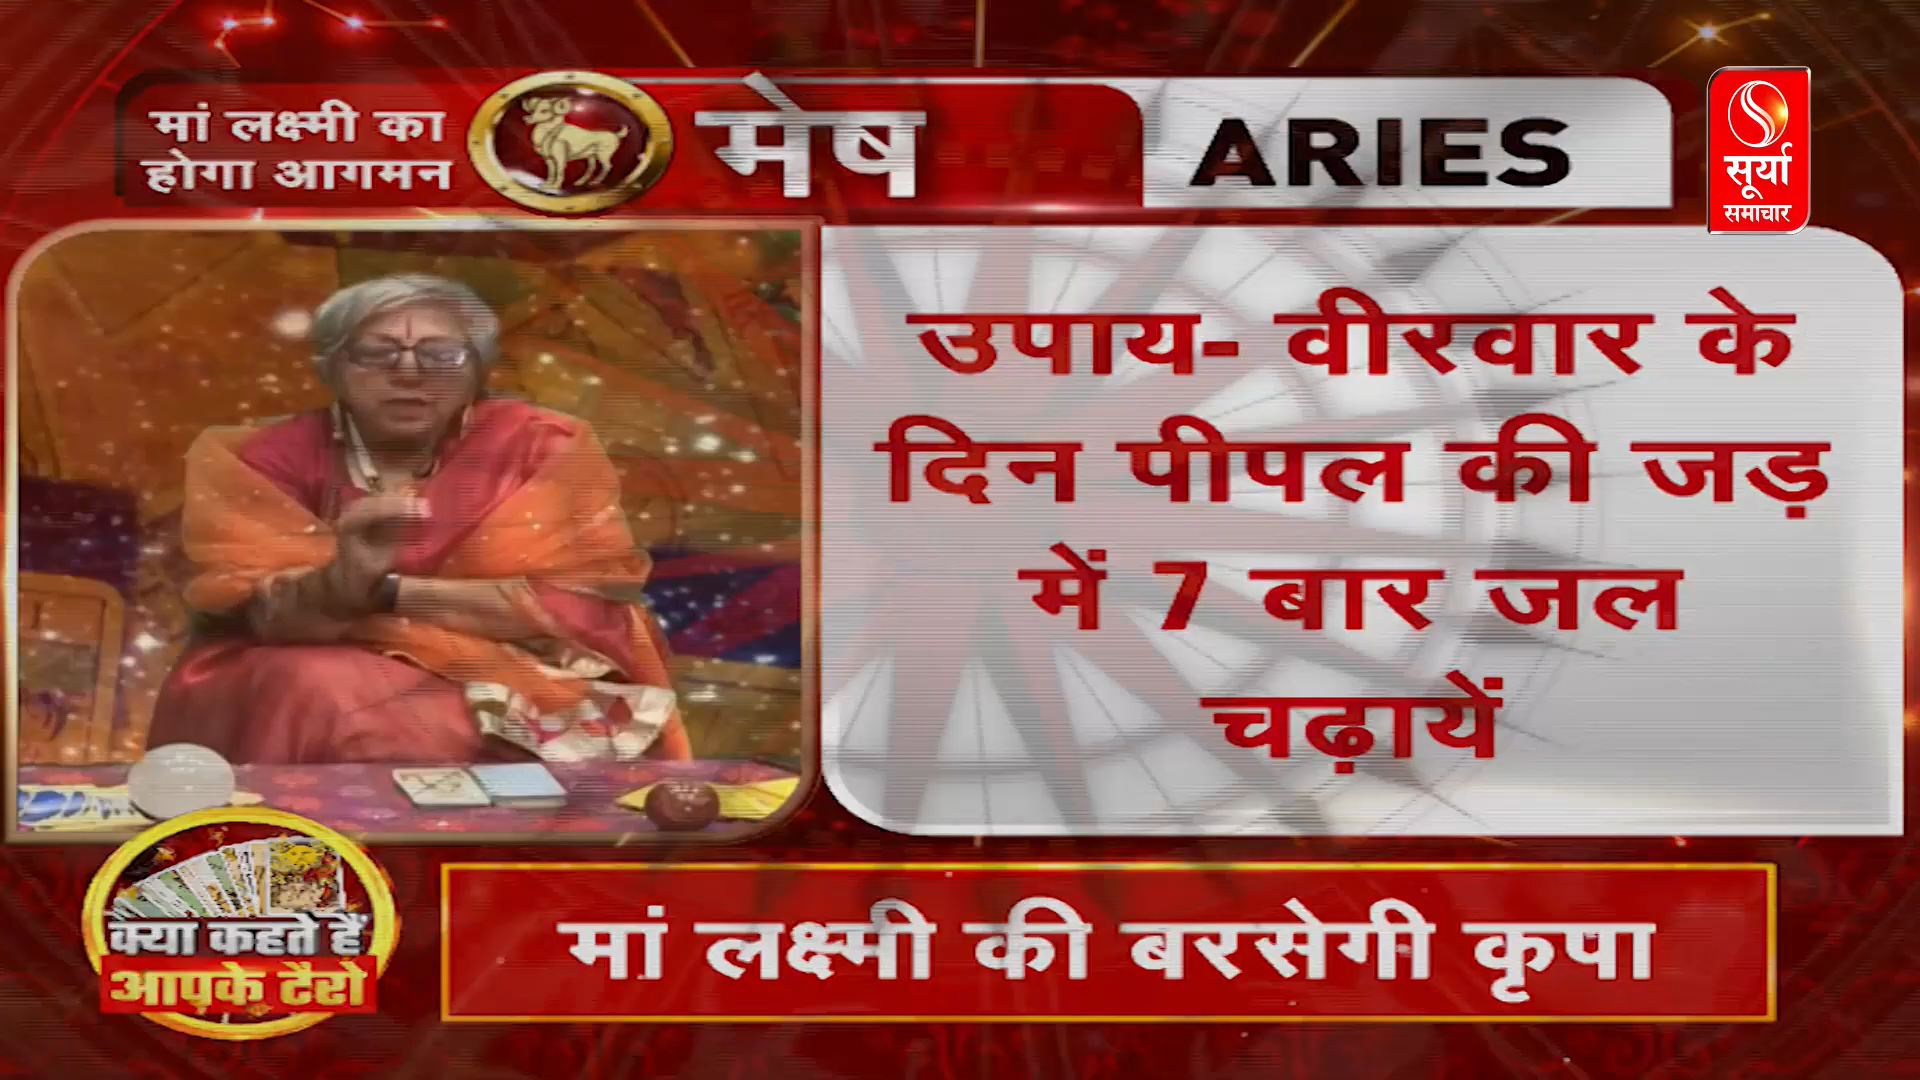 मां लक्ष्मी का
होगा आगमन
मेष
ARIES
सूर्या
समाचार
उपाय- वीरवार के
दिन पीपल की जड़
में 7 बार जल
चढ़ायें
क्या कहते हैं
आपके टैरो
मां लक्ष्मी की बरसेगी कृपा